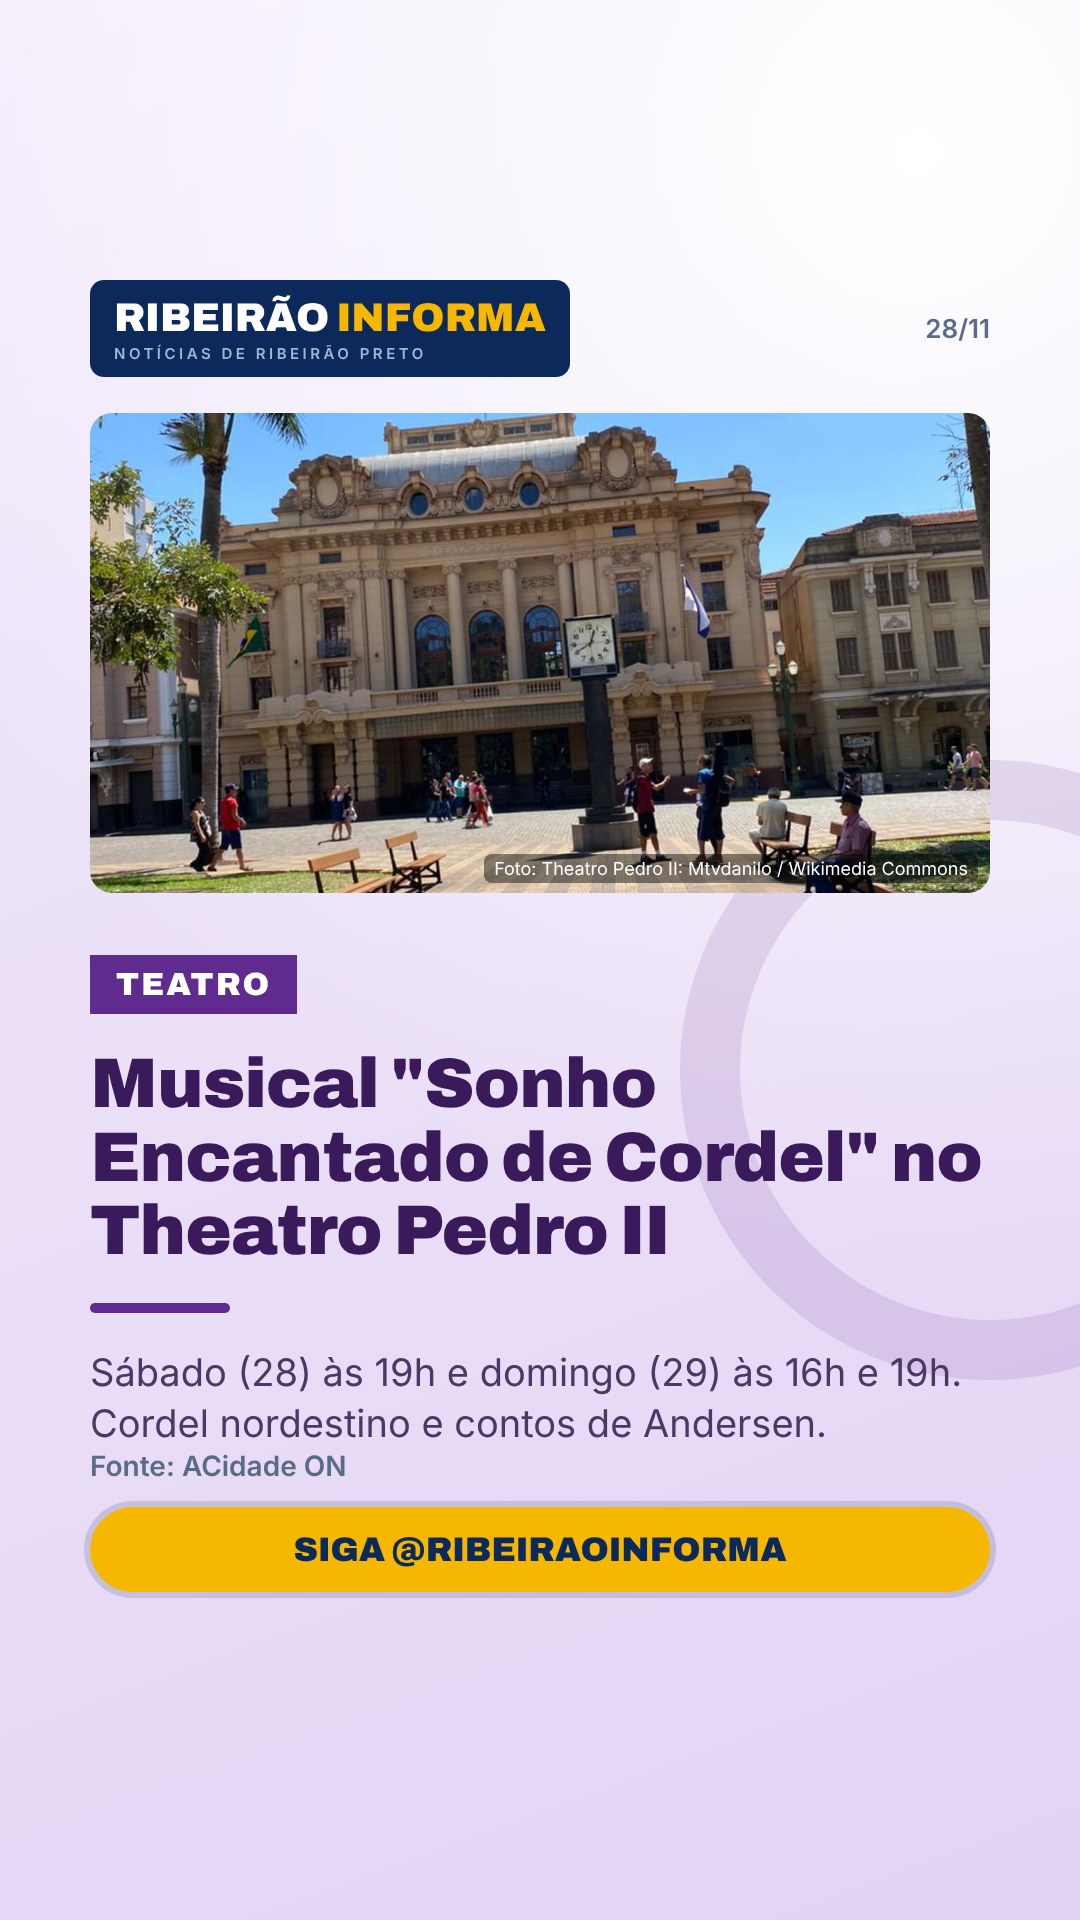 RIBEIRÃO INFORMA
NOTÍCIAS DE RIBEIRÃO PRETO
28/11
Foto: Theatro Pedro II: Mtvdanilo / Wikimedia Commons
TEATRO
Musical "Sonho
Encantado de Cordel" no
Theatro Pedro II
Sábado (28) às 19h e domingo (29) às 16h e 19h.
Cordel nordestino e contos de Andersen.
Fonte: ACidade ON
SIGA @RIBEIRAOINFORMA